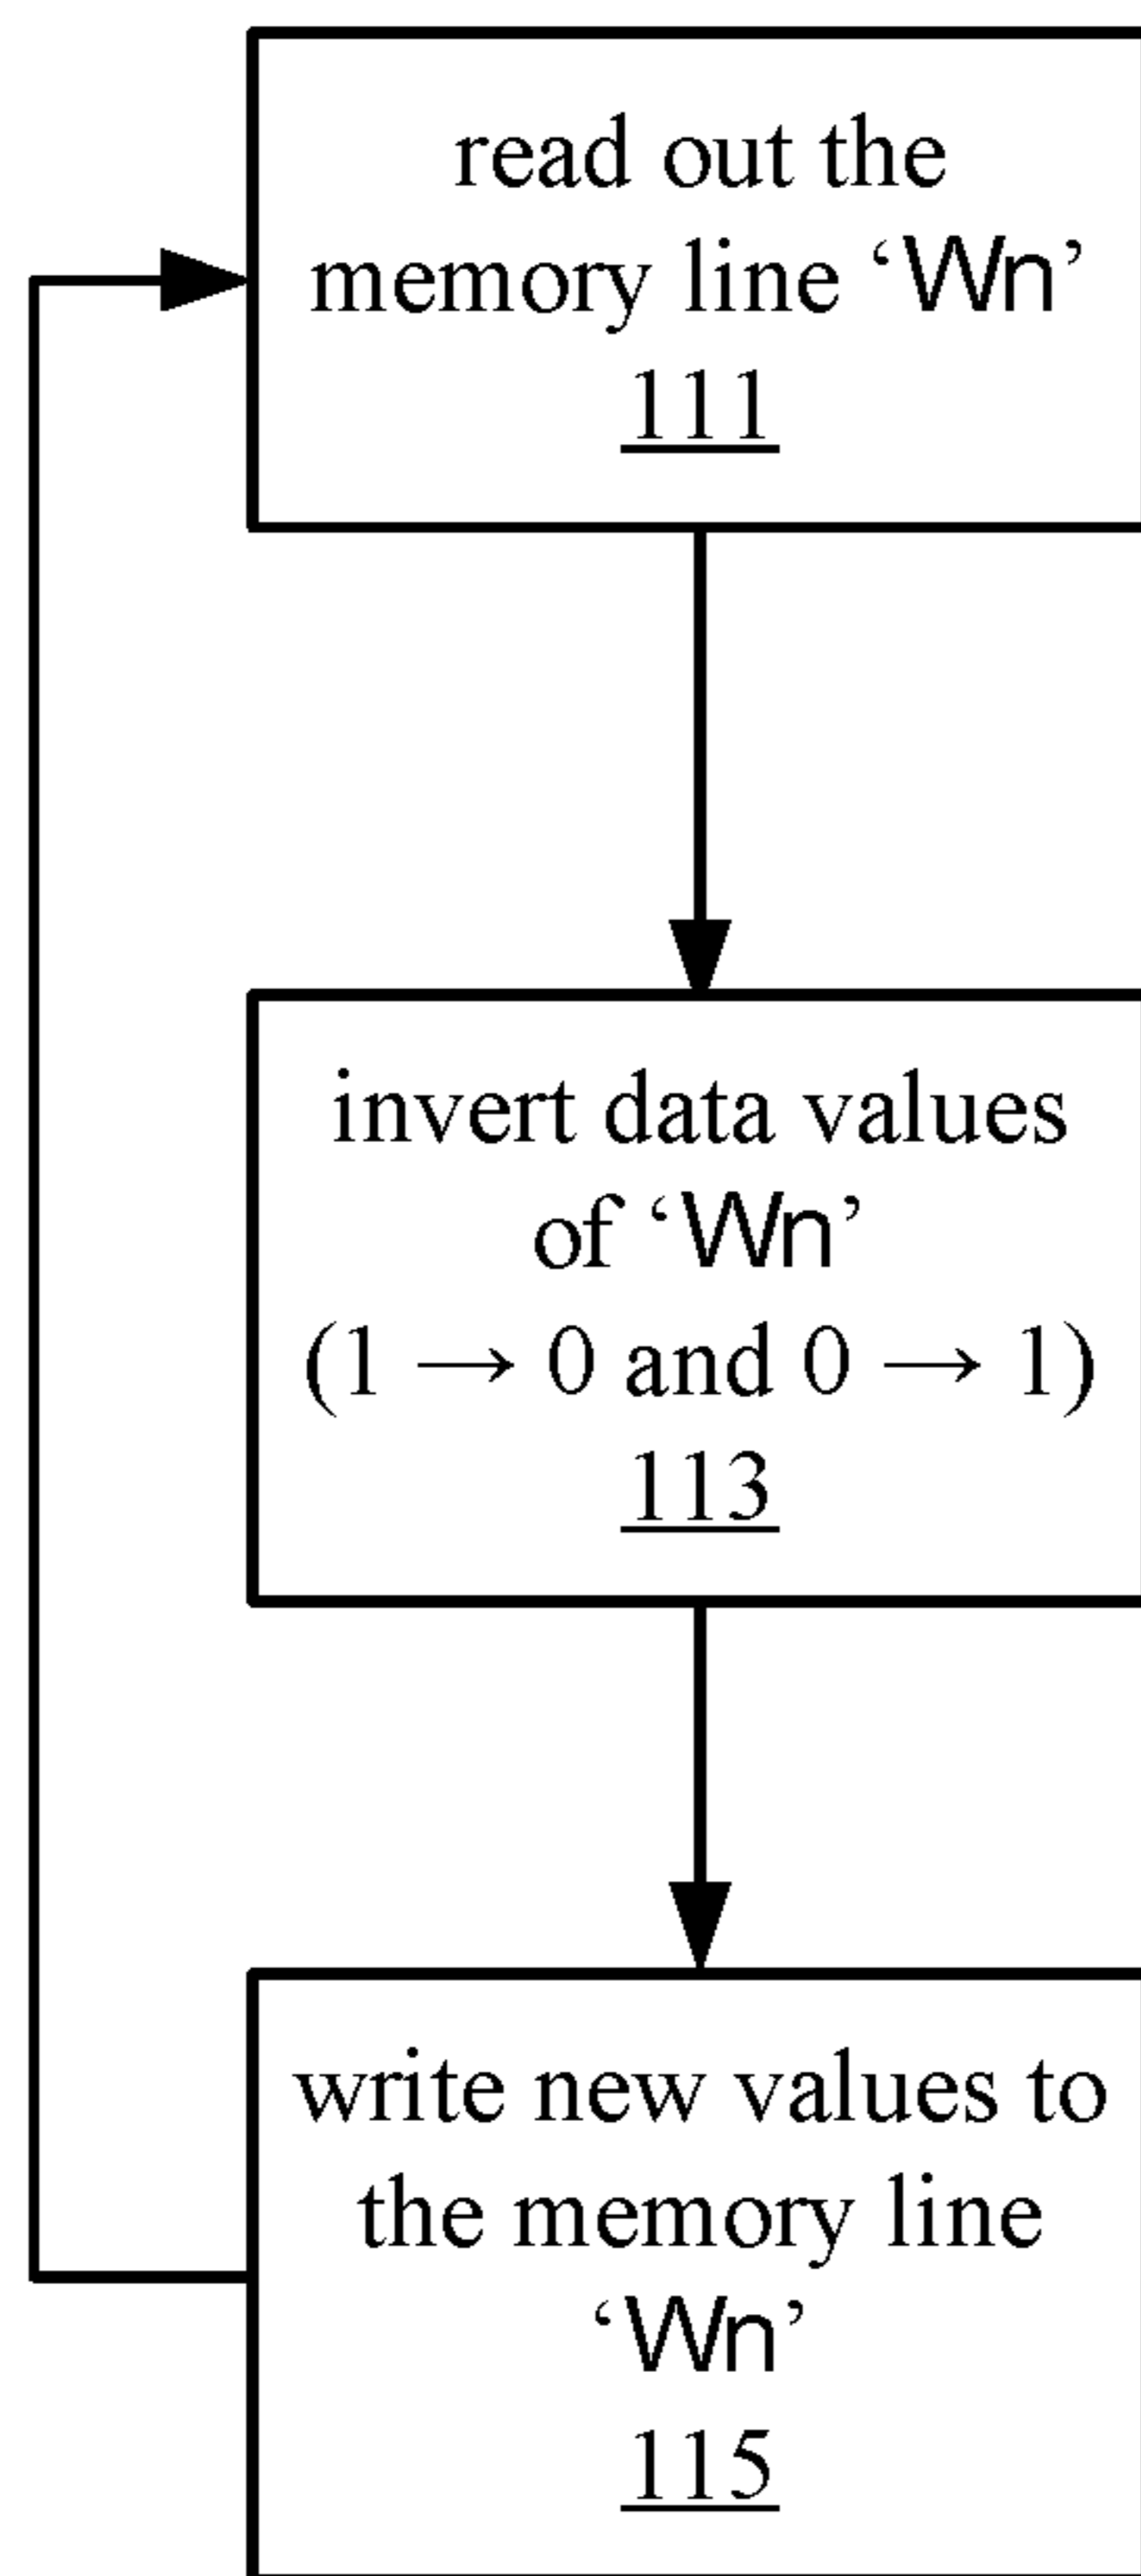 read out the
memory line ‘Wn’
111
invert data values
of ‘Wn’
(1 → 0 and 0 → 1)
113
write new values to
the memory line
‘Wn’
115